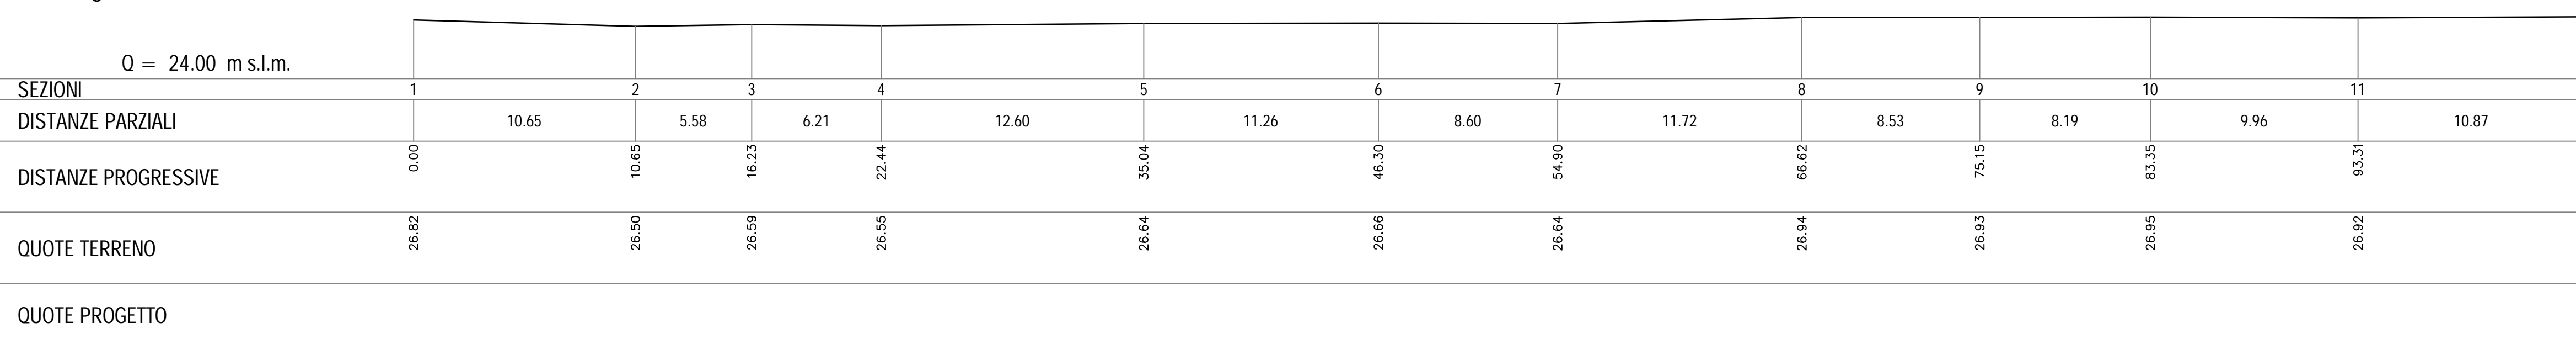 Q = 24.00 m s.l.m.
SEZIONI 1 2 3 4 5 6 7 8 9 10 11
DISTANZE PARZIALI 10.65 5.58 6.21 12.60 11.26 8.60 11.72 8.53 8.19 9.96 10.87
DISTANZE PROGRESSIVE 0.00 10.65 16.23 22.44 35.04 46.30 54.90 66.62 75.15 83.35 93.31
QUOTE TERRENO 26.82 26.50 26.59 26.55 26.64 26.66 26.64 26.94 26.93 26.95 26.92
QUOTE PROGETTO